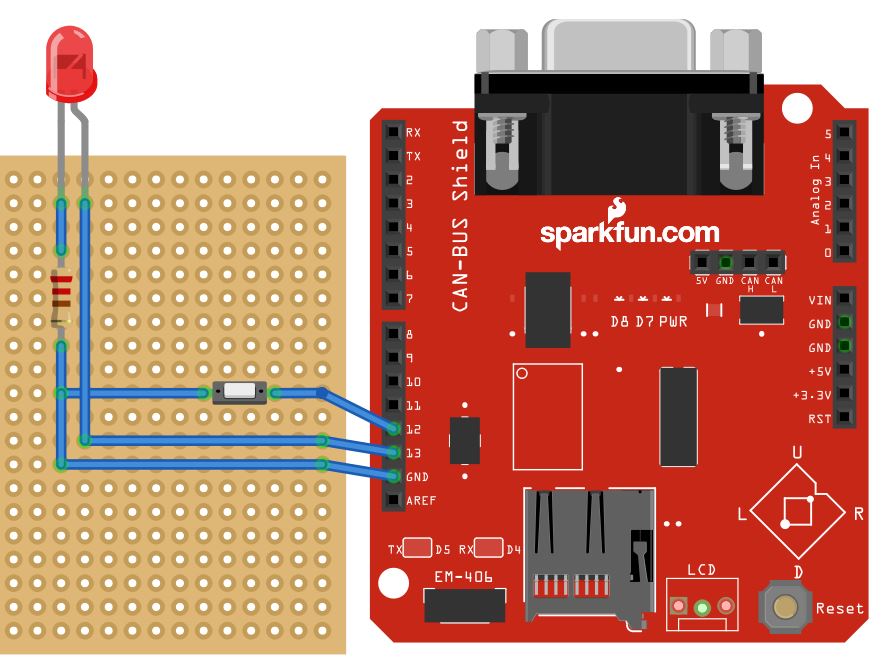 RX
TX
2
3
4
5
6
7
CAN-BUS Shield
sparkfun.com
5
4
3
2
1
0
Analog In
5V GND CAN H CAN L
D8 D7 PWR
8
9
10
11
12
13
GND
AREF
VIN
GND
GND
+5V
+3.3V
RST
U
L R
D
TX D5 RX D4
EM-406
LCD
Reset